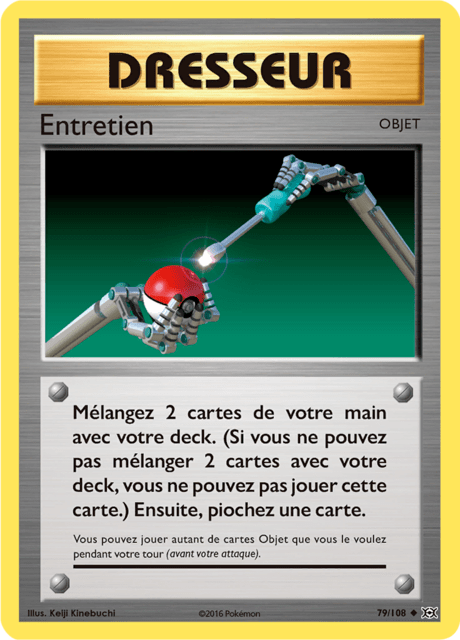 DRESSEUR
Entretien
OBJET
Mélangez 2 cartes de votre main
avec votre deck. (Si vous ne pouvez
pas mélanger 2 cartes avec votre
deck, vous ne pouvez pas jouer cette
carte.) Ensuite, piochez une carte.
Vous pouvez jouer autant de cartes Objet que vous le voulez
pendant votre tour (avant votre attaque).
Illus. Keiji Kinebuchi
©2016 Pokémon
79/108